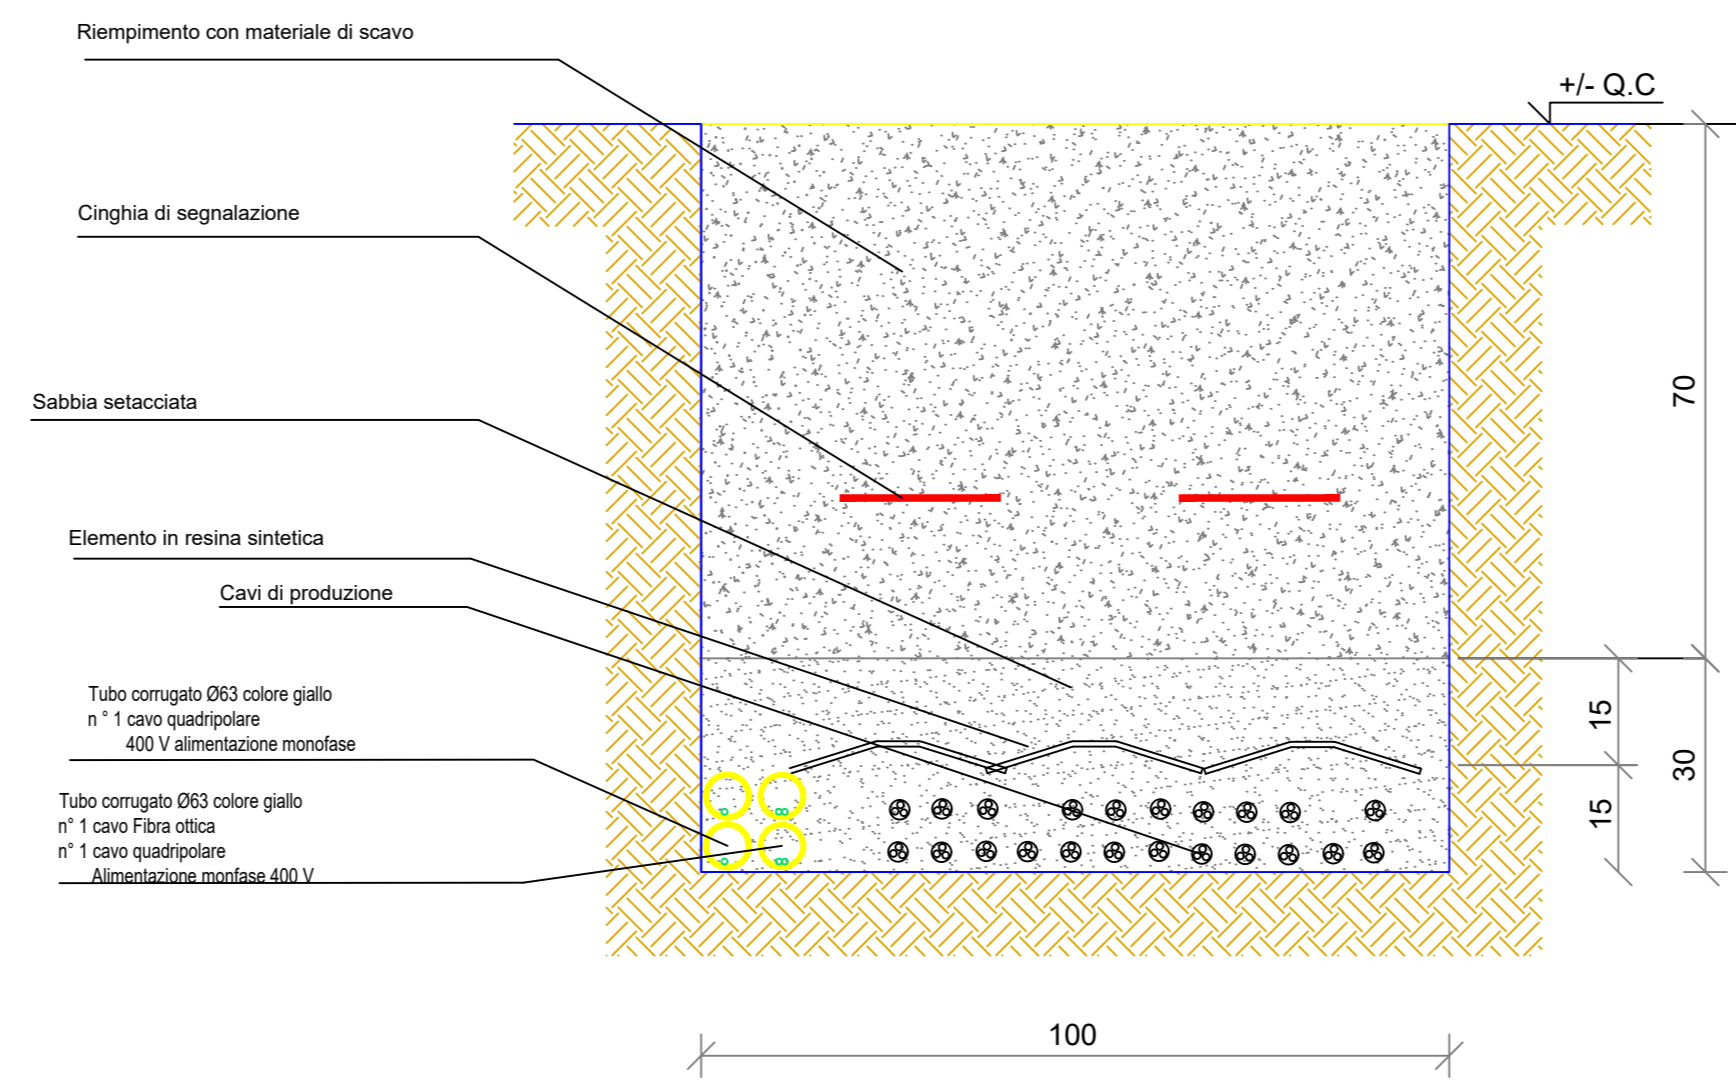 Riempimento con materiale di scavo
+/- Q.C
Cinghia di segnalazione
70
Sabbia setacciata
Elemento in resina sintetica
Cavi di produzione
Tubo corrugato Ø63 colore giallo
n ° 1 cavo quadripolare
400 V alimentazione monofase
15
30
15
Tubo corrugato Ø63 colore giallo
n° 1 cavo Fibra ottica
n° 1 cavo quadripolare
Alimentazione monfase 400 V
100